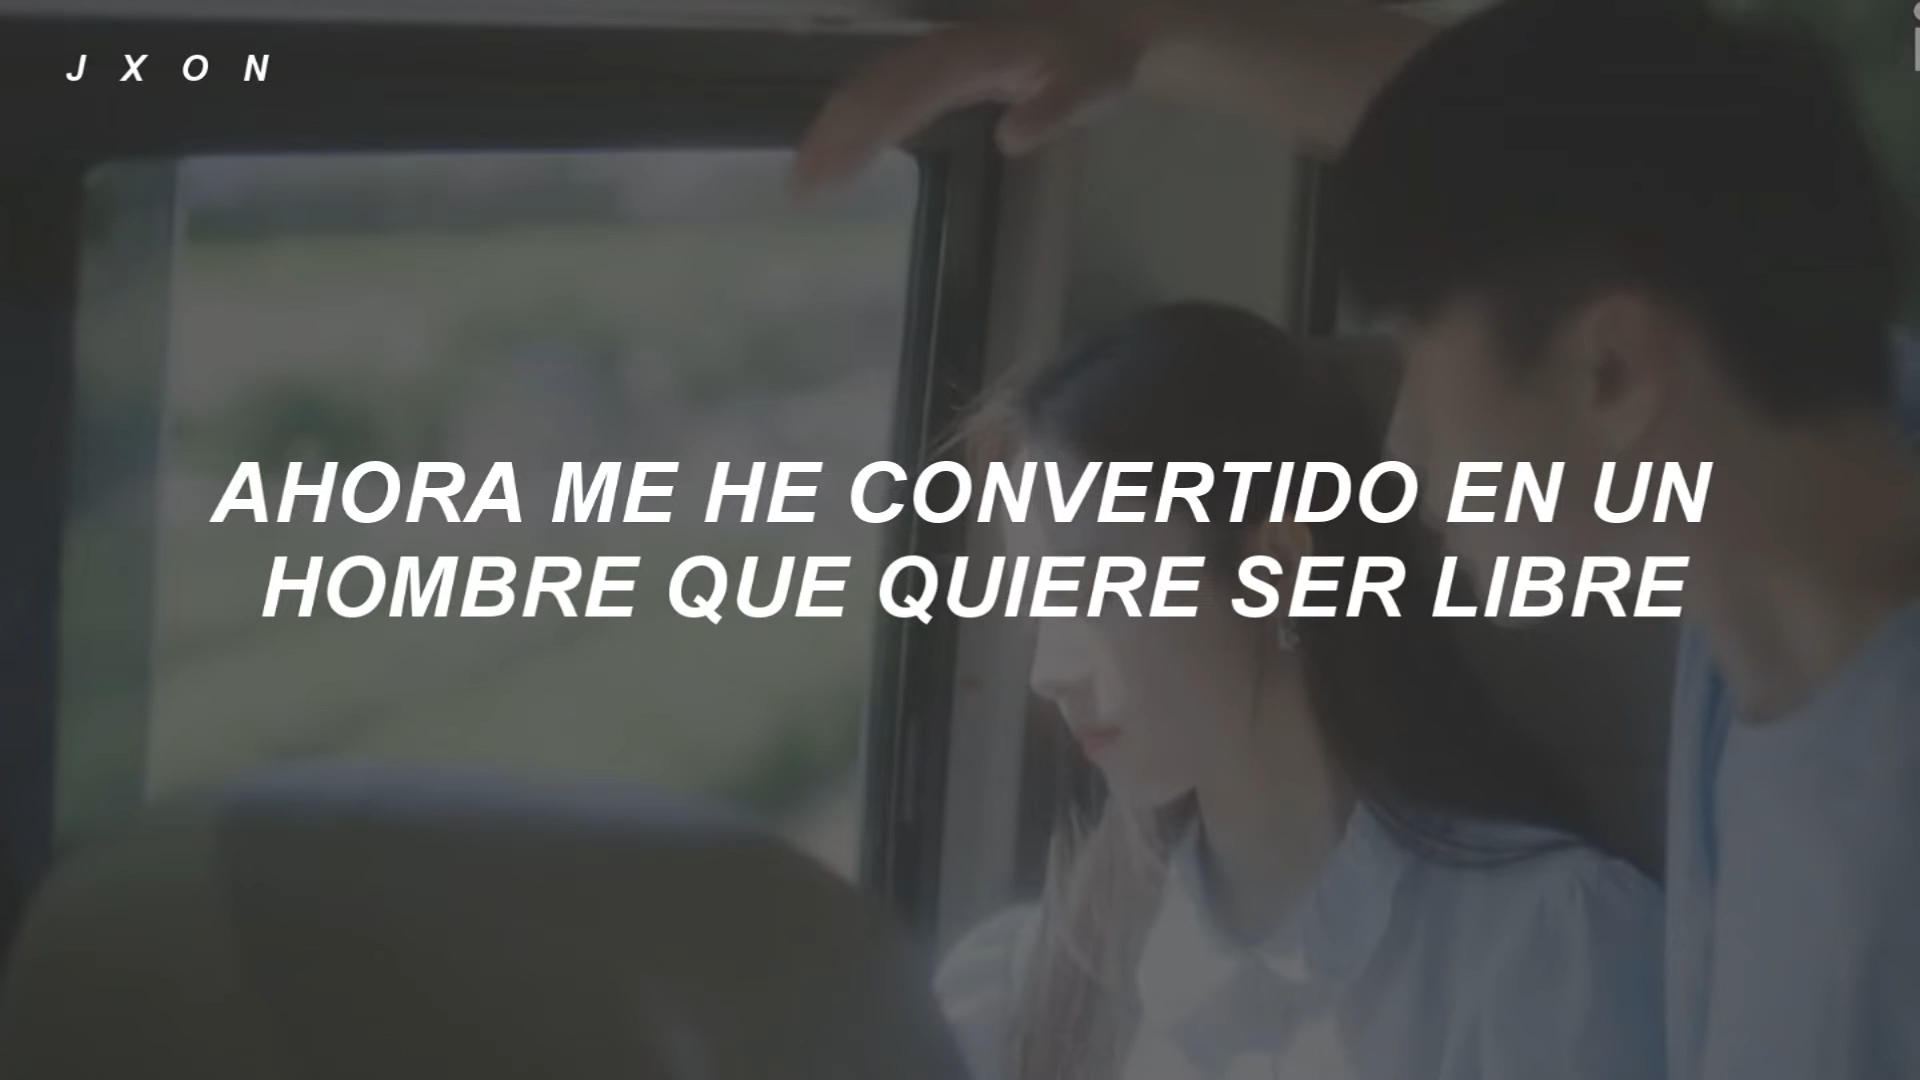 J X O N
AHORA ME HE CONVERTIDO EN UN
HOMBRE QUE QUIERE SER LIBRE